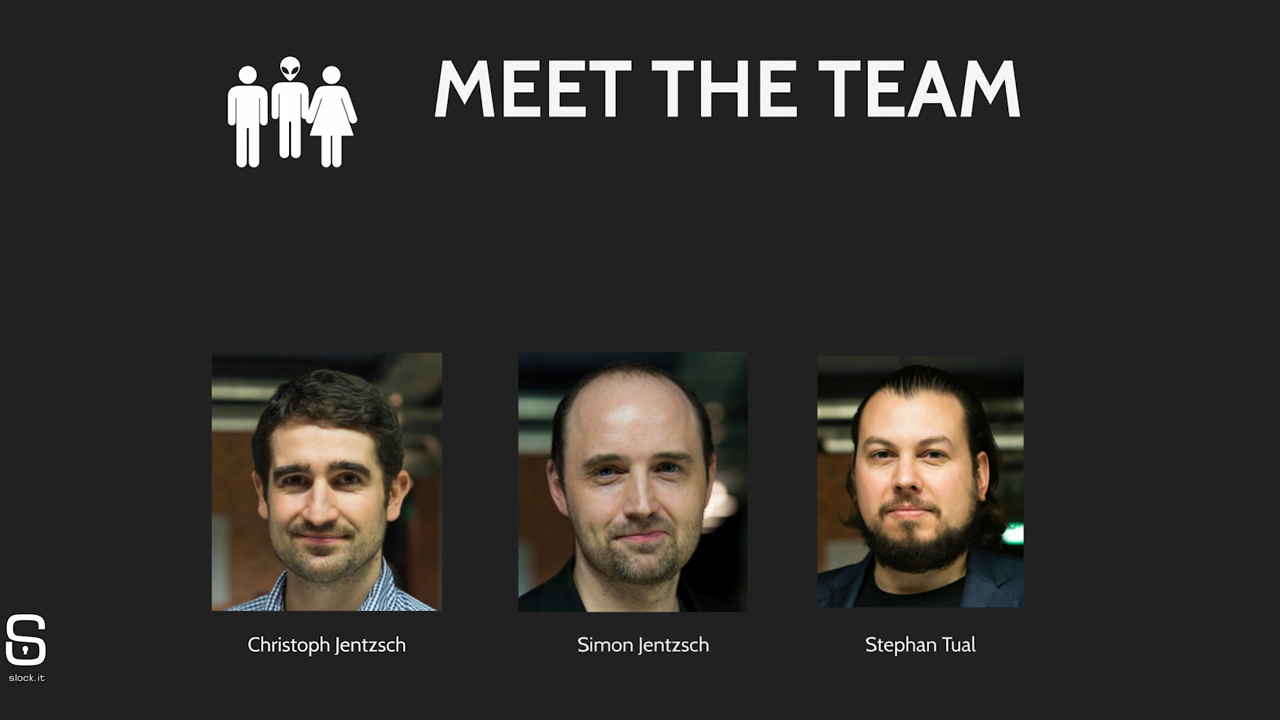 MEET THE TEAM
Christoph Jentzsch
Simon Jentzsch
Stephan Tual
slock.it